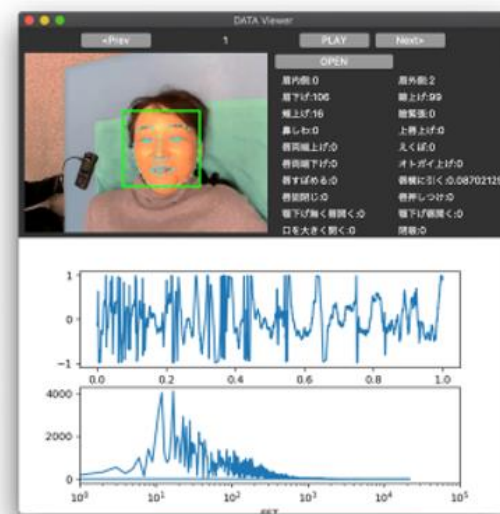 DATA Viewer
<Prev 1 PLAY Next>
OPEN
眉内側:0 眉外側:2
眉下げ:106 瞼上げ:99
頬上げ:16 瞼緊張:0
鼻しわ:0 上唇上げ:0
唇両端上げ:0 えくぼ:0
唇両端下げ:0 オトガイ上げ:0
唇すぼめる:0 唇横に引く:0.08702129
唇固閉じ:0 唇押しつけ:0
顎下げ無く唇開く:0 顎下げ唇開く:0
口を大きく開く:0 閉眼:0
1
0
−1
0.0 0.2 0.4 0.6 0.8 1.0
4000
2000
0
10⁰ 10¹ 10² 10³ 10⁴ 10⁵